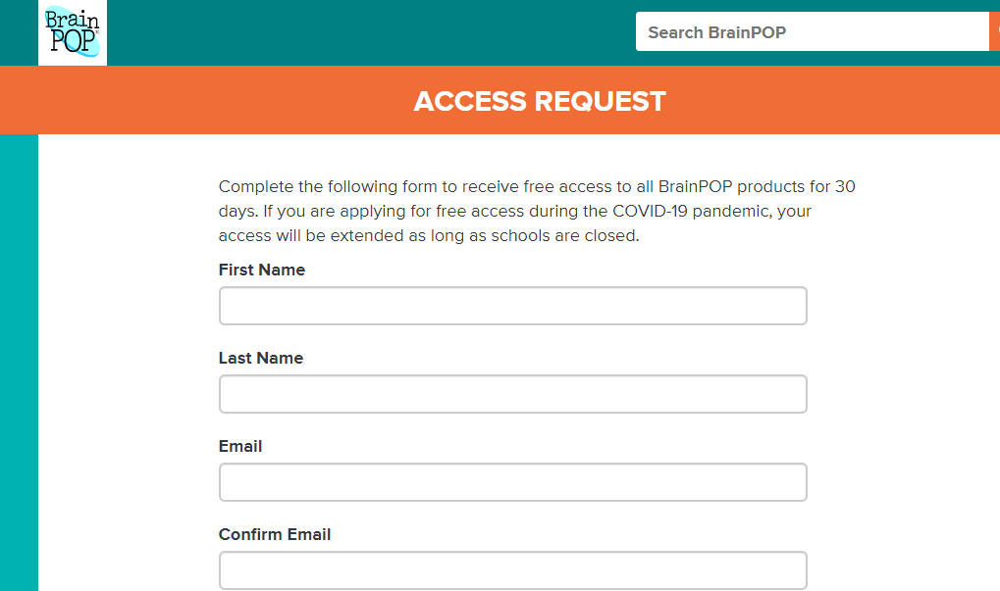 Brain
POP
Search BrainPOP
ACCESS REQUEST
Complete the following form to receive free access to all BrainPOP products for 30
days. If you are applying for free access during the COVID-19 pandemic, your
access will be extended as long as schools are closed.
First Name
Last Name
Email
Confirm Email